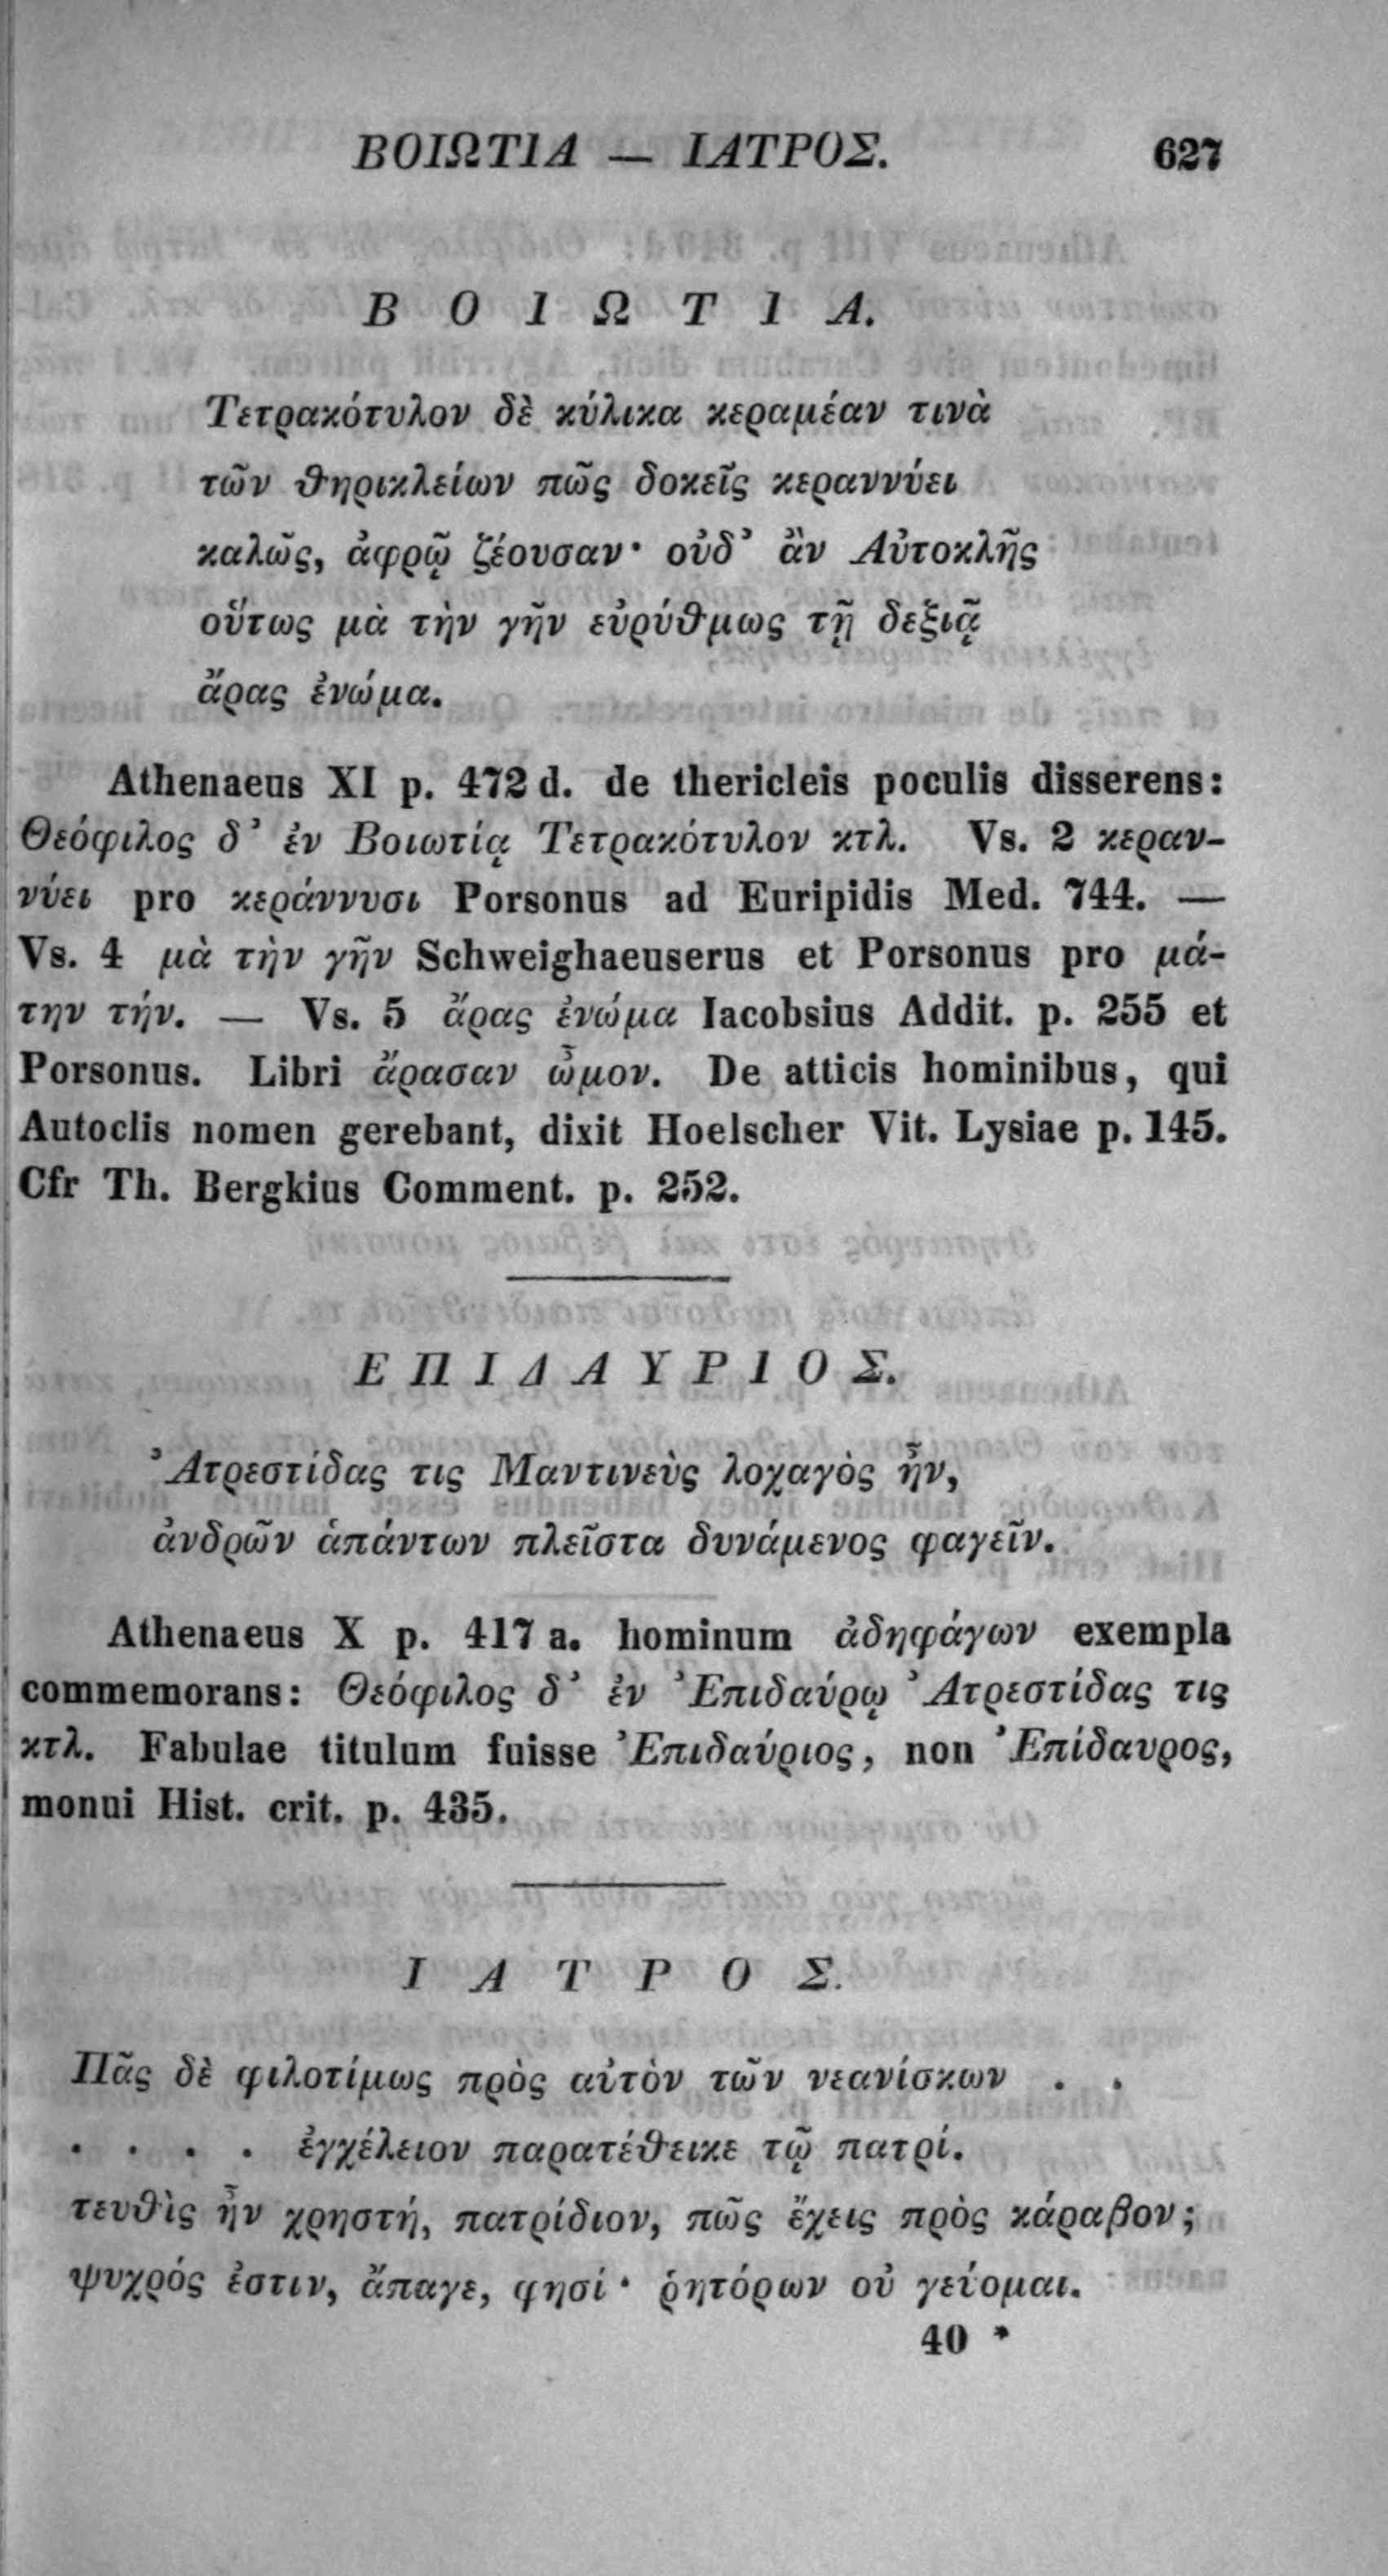 ΒΟΙΩΤΙΑ — ΙΑΤΡΟΣ. 627
ΒΟΙΩΤΙΑ.
Τετρακότυλον δὲ κύλικα κεραμέαν τινὰ
τῶν θηρικλείων πῶς δοκεῖς κεραννύει
καλῶς, ἀφρῷ ζέουσαν· οὐδ' ἂν Αὐτοκλῆς
οὕτως μὰ τὴν γῆν εὐρύθμως τῇ δεξιᾷ
ἄρας ἐνώμα.
Athenaeus XI p. 472 d. de thericleis poculis disserens:
Θεόφιλος δ' ἐν Βοιωτίᾳ Τετρακότυλον κτλ. Vs. 2 κεραν-
νύει pro κεράννυσι Porsonus ad Euripidis Med. 744. —
Vs. 4 μὰ τὴν γῆν Schweighaeuserus et Porsonus pro μά-
την τήν. — Vs. 5 ἄρας ἐνώμα Iacobsius Addit. p. 255 et
Porsonus. Libri ἄρασαν ὦμον. De atticis hominibus, qui
Autoclis nomen gerebant, dixit Hoelscher Vit. Lysiae p. 145.
Cfr Th. Bergkius Comment. p. 252.
ΕΠΙΔΑΥΡΙΟΣ.
Ἀτρεστίδας τις Μαντινεὺς λοχαγὸς ἦν,
ἀνδρῶν ἁπάντων πλεῖστα δυνάμενος φαγεῖν.
Athenaeus X p. 417 a. hominum ἀδηφάγων exempla
commemorans: Θεόφιλος δ' ἐν Ἐπιδαύρῳ Ἀτρεστίδας τις
κτλ. Fabulae titulum fuisse Ἐπιδαύριος, non Ἐπίδαυρος,
monui Hist. crit. p. 435.
ΙΑΤΡΟΣ.
Πᾶς δὲ φιλοτίμως πρὸς αὐτὸν τῶν νεανίσκων . .
. . . . ἐγχέλειον παρατέθεικε τῷ πατρί.
τευθὶς ἦν χρηστή, πατρίδιον, πῶς ἔχεις πρὸς κάραβον;
ψυχρός ἐστιν, ἄπαγε, φησί· ῥητόρων οὐ γεύομαι.
40 *